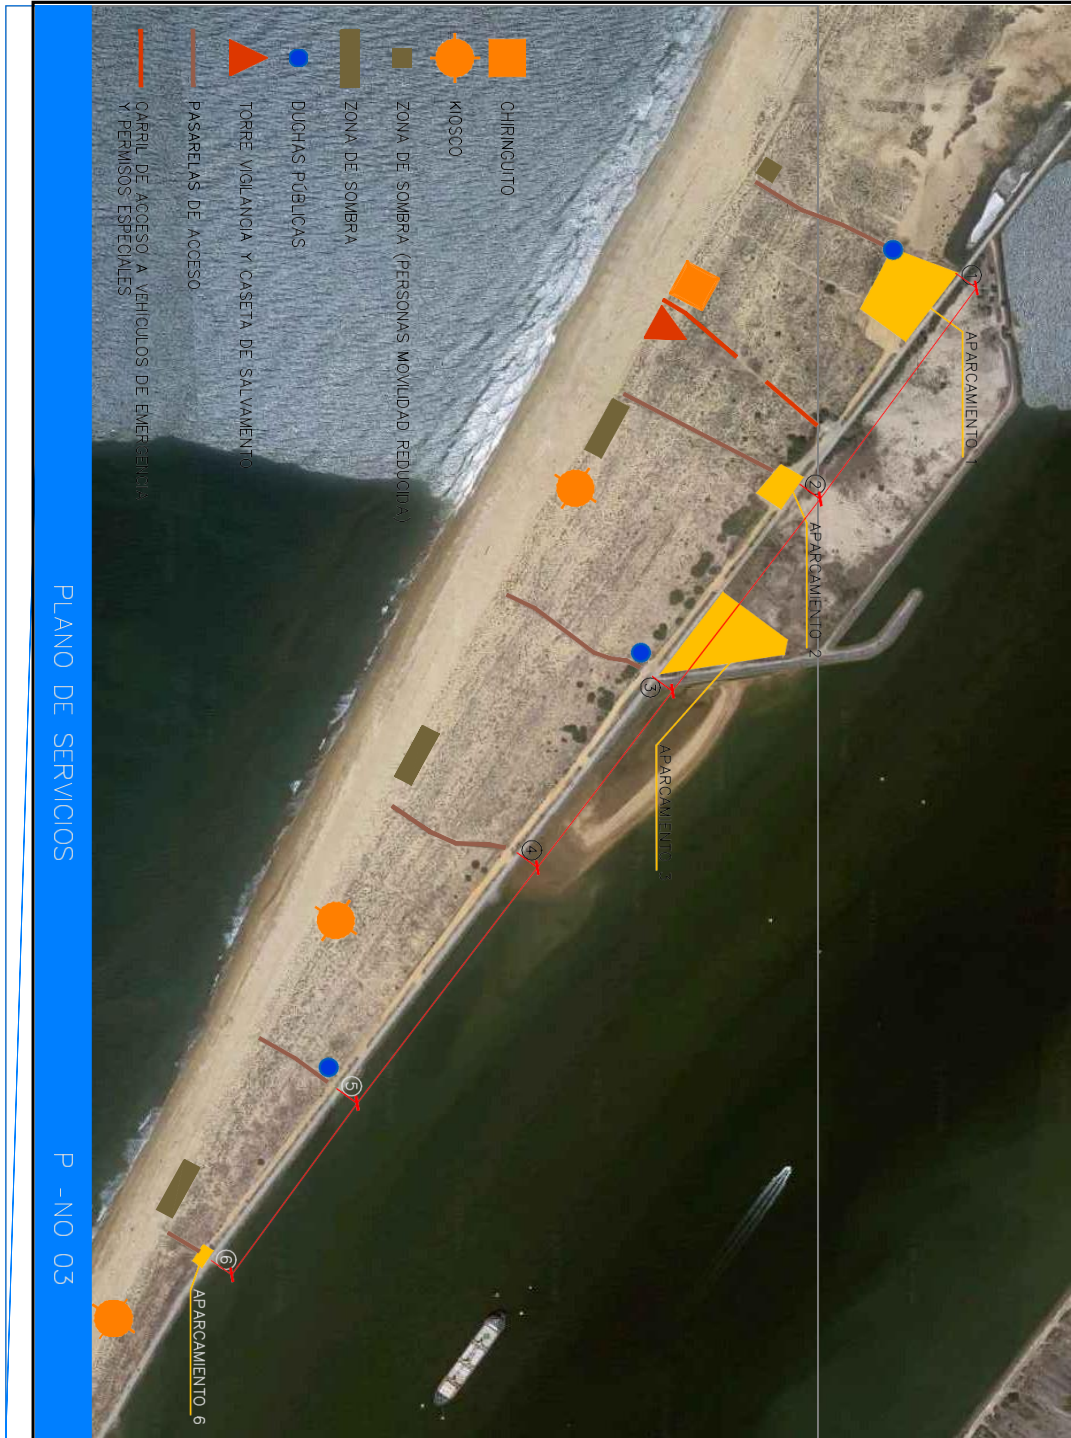 CHIRINGUITO
KIOSCO
ZONA DE SOMBRA (PERSONAS MOVILIDAD REDUCIDA)
ZONA DE SOMBRA
DUCHAS PÚBLICAS
TORRE VIGILANCIA Y CASETA DE SALVAMENTO
PASARELAS DE ACCESO
CARRIL DE ACCESO A VEHICULOS DE EMERGENCIA
Y PERMISOS ESPECIALES
1
APARCAMIENTO 1
2
APARCAMIENTO 2
3
APARCAMIENTO 3
4
5
6
APARCAMIENTO 6
PLANO DE SERVICIOS
P -NO 03